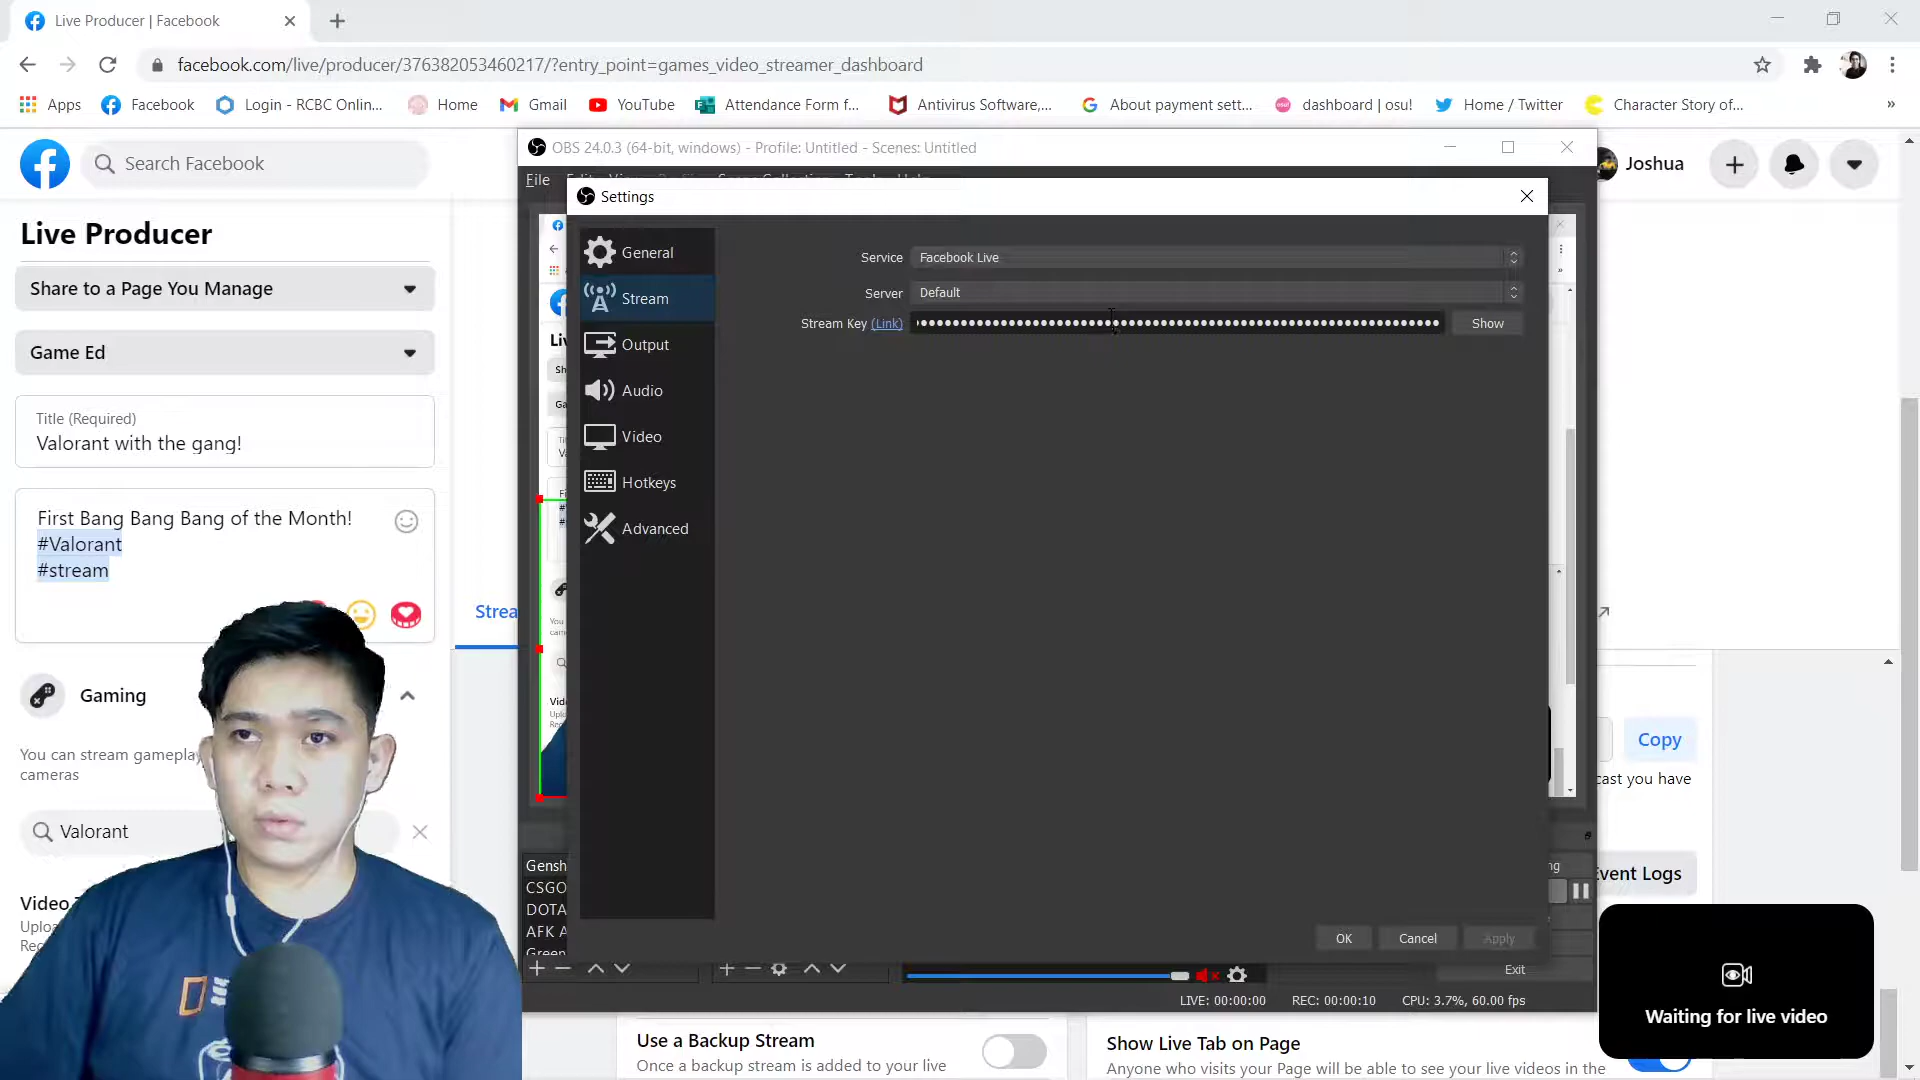 Live Producer | Facebook
facebook.com/live/producer/376382053460217/?entry_point=games_video_streamer_dashboard
Apps
Facebook
Login - RCBC Onlin...
Home
Gmail
YouTube
Attendance Form f...
Antivirus Software,...
About payment sett...
dashboard | osu!
Home / Twitter
Character Story of...
»
Search Facebook
Joshua
Live Producer
Share to a Page You Manage
Game Ed
Title (Required)
Valorant with the gang!
First Bang Bang Bang of the Month!
#Valorant
#stream
Gaming
You can stream gameplay
cameras
Valorant
Video
Strea
OBS 24.0.3 (64-bit, windows) - Profile: Untitled - Scenes: Untitled
File
Settings
General
Stream
Output
Audio
Video
Hotkeys
Advanced
Service
Facebook Live
Server
Default
Stream Key (Link)
Show
OK
Cancel
Apply
Genshi
CSGO
DOTA
AFK A
Green
Exit
LIVE: 00:00:00
REC: 00:00:10
CPU: 3.7%, 60.00 fps
Copy
cast you have
Event Logs
Waiting for live video
Use a Backup Stream
Once a backup stream is added to your live
Show Live Tab on Page
Anyone who visits your Page will be able to see your live videos in the